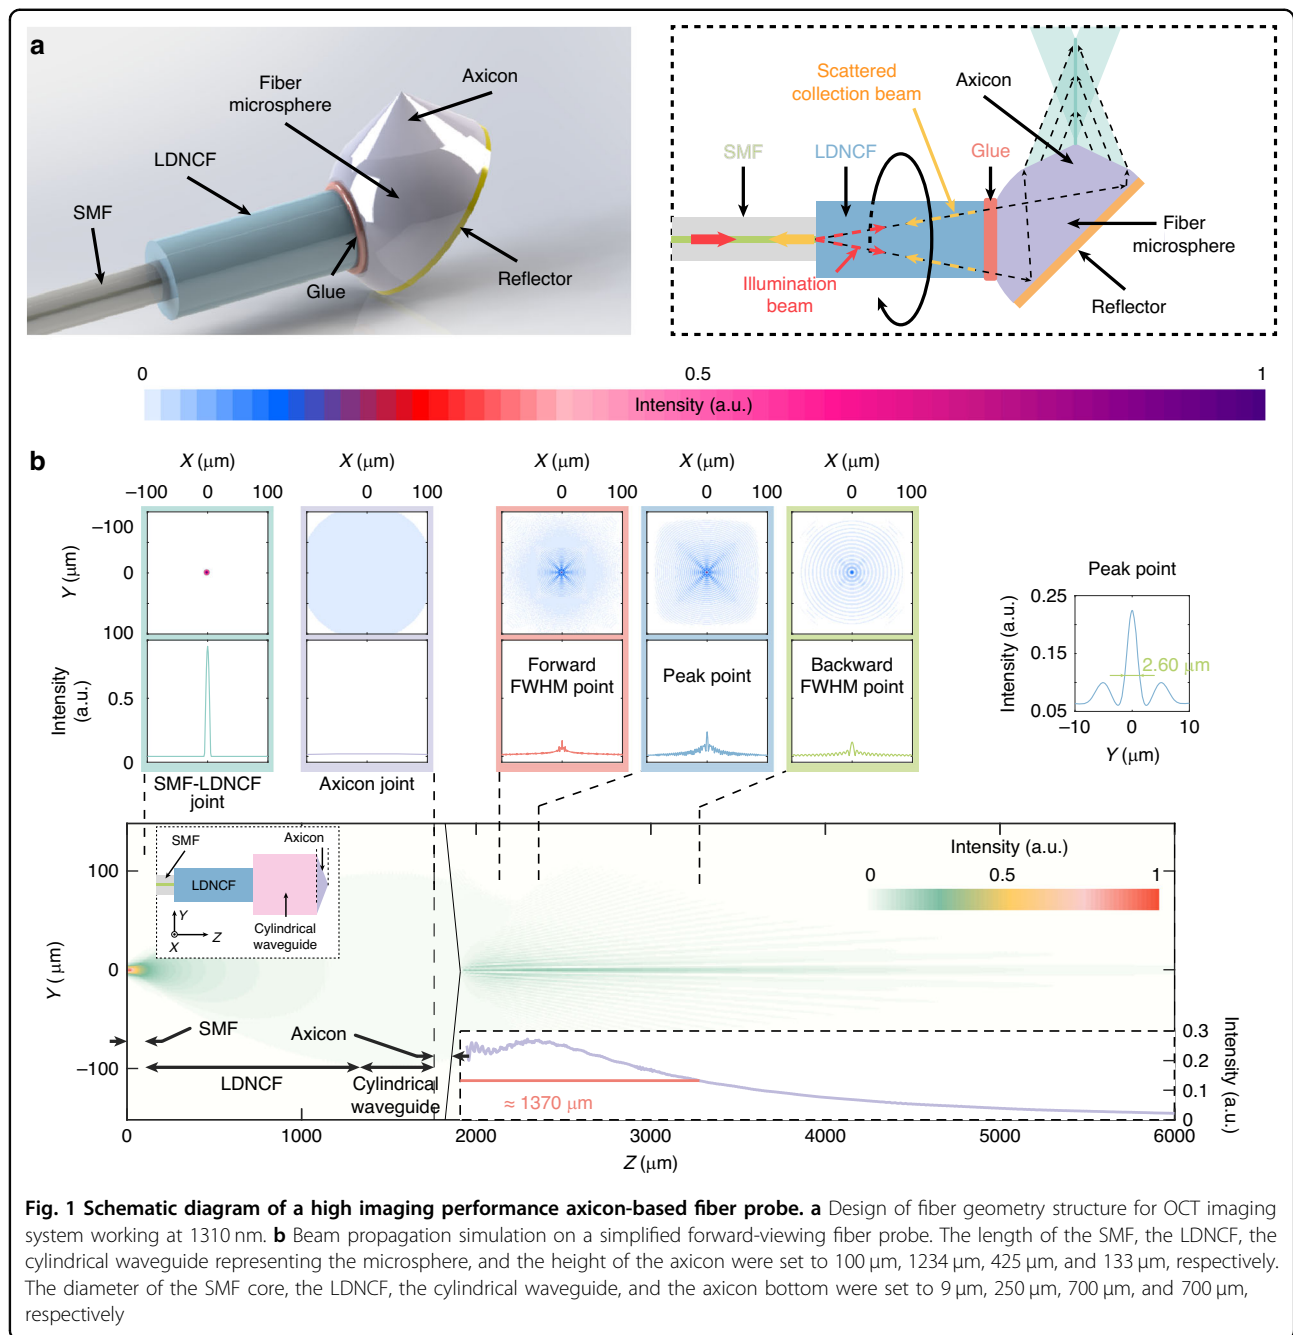 a
Axicon
Fiber
microsphere
LDNCF
SMF
Glue
Reflector
Scattered
collection beam
Axicon
SMF
LDNCF
Glue
Fiber
microsphere
Illumination
beam
Reflector
0
0.5
1
Intensity (a.u.)
b
X (μm)
X (μm)
X (μm)
X (μm)
X (μm)
−100
0
100
0
100
0
100
0
100
0
100
−100
0
100
Y (μm)
Intensity
(a.u.)
0.5
0
Forward
FWHM point
Peak point
Backward
FWHM point
SMF-LDNCF
joint
Axicon joint
Peak point
0.25
0.15
0.05
Intensity (a.u.)
2.60 μm
−10
0
10
Y (μm)
SMF
Axicon
LDNCF
Cylindrical
waveguide
Y
X
Z
Intensity (a.u.)
0
0.5
1
100
0
−100
Y (μm)
SMF
Axicon
LDNCF
Cylindrical
waveguide
≈ 1370 μm
0.3
0.2
0.1
0
Intensity (a.u.)
0
1000
2000
3000
4000
5000
6000
Z (μm)
Fig. 1 Schematic diagram of a high imaging performance axicon-based fiber probe. a Design of fiber geometry structure for OCT imaging
system working at 1310 nm. b Beam propagation simulation on a simplified forward-viewing fiber probe. The length of the SMF, the LDNCF, the
cylindrical waveguide representing the microsphere, and the height of the axicon were set to 100 μm, 1234 μm, 425 μm, and 133 μm, respectively.
The diameter of the SMF core, the LDNCF, the cylindrical waveguide, and the axicon bottom were set to 9 μm, 250 μm, 700 μm, and 700 μm,
respectively